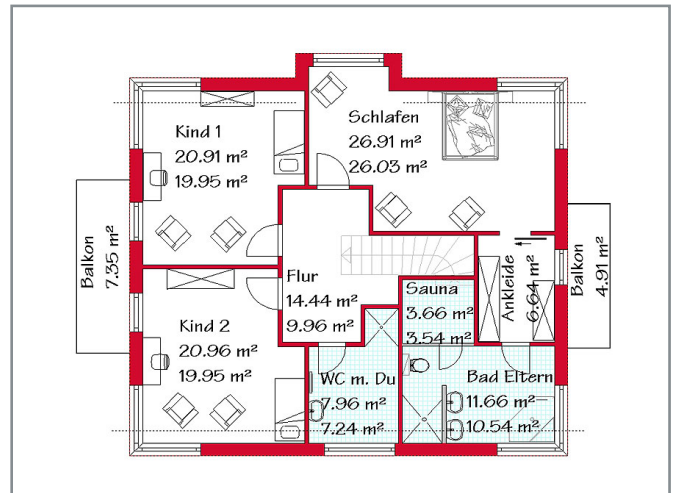 Kind 1
20.91 m²
19.95 m²
Schlafen
26.91 m²
26.03 m²
Balkon
7.35 m²
Flur
14.44 m²
9.96 m²
Sauna
3.66 m²
3.54 m²
Ankleide
6.64 m²
Balkon
4.91 m²
Kind 2
20.96 m²
19.95 m²
WC m. Du
7.96 m²
7.24 m²
Bad Eltern
11.66 m²
10.54 m²